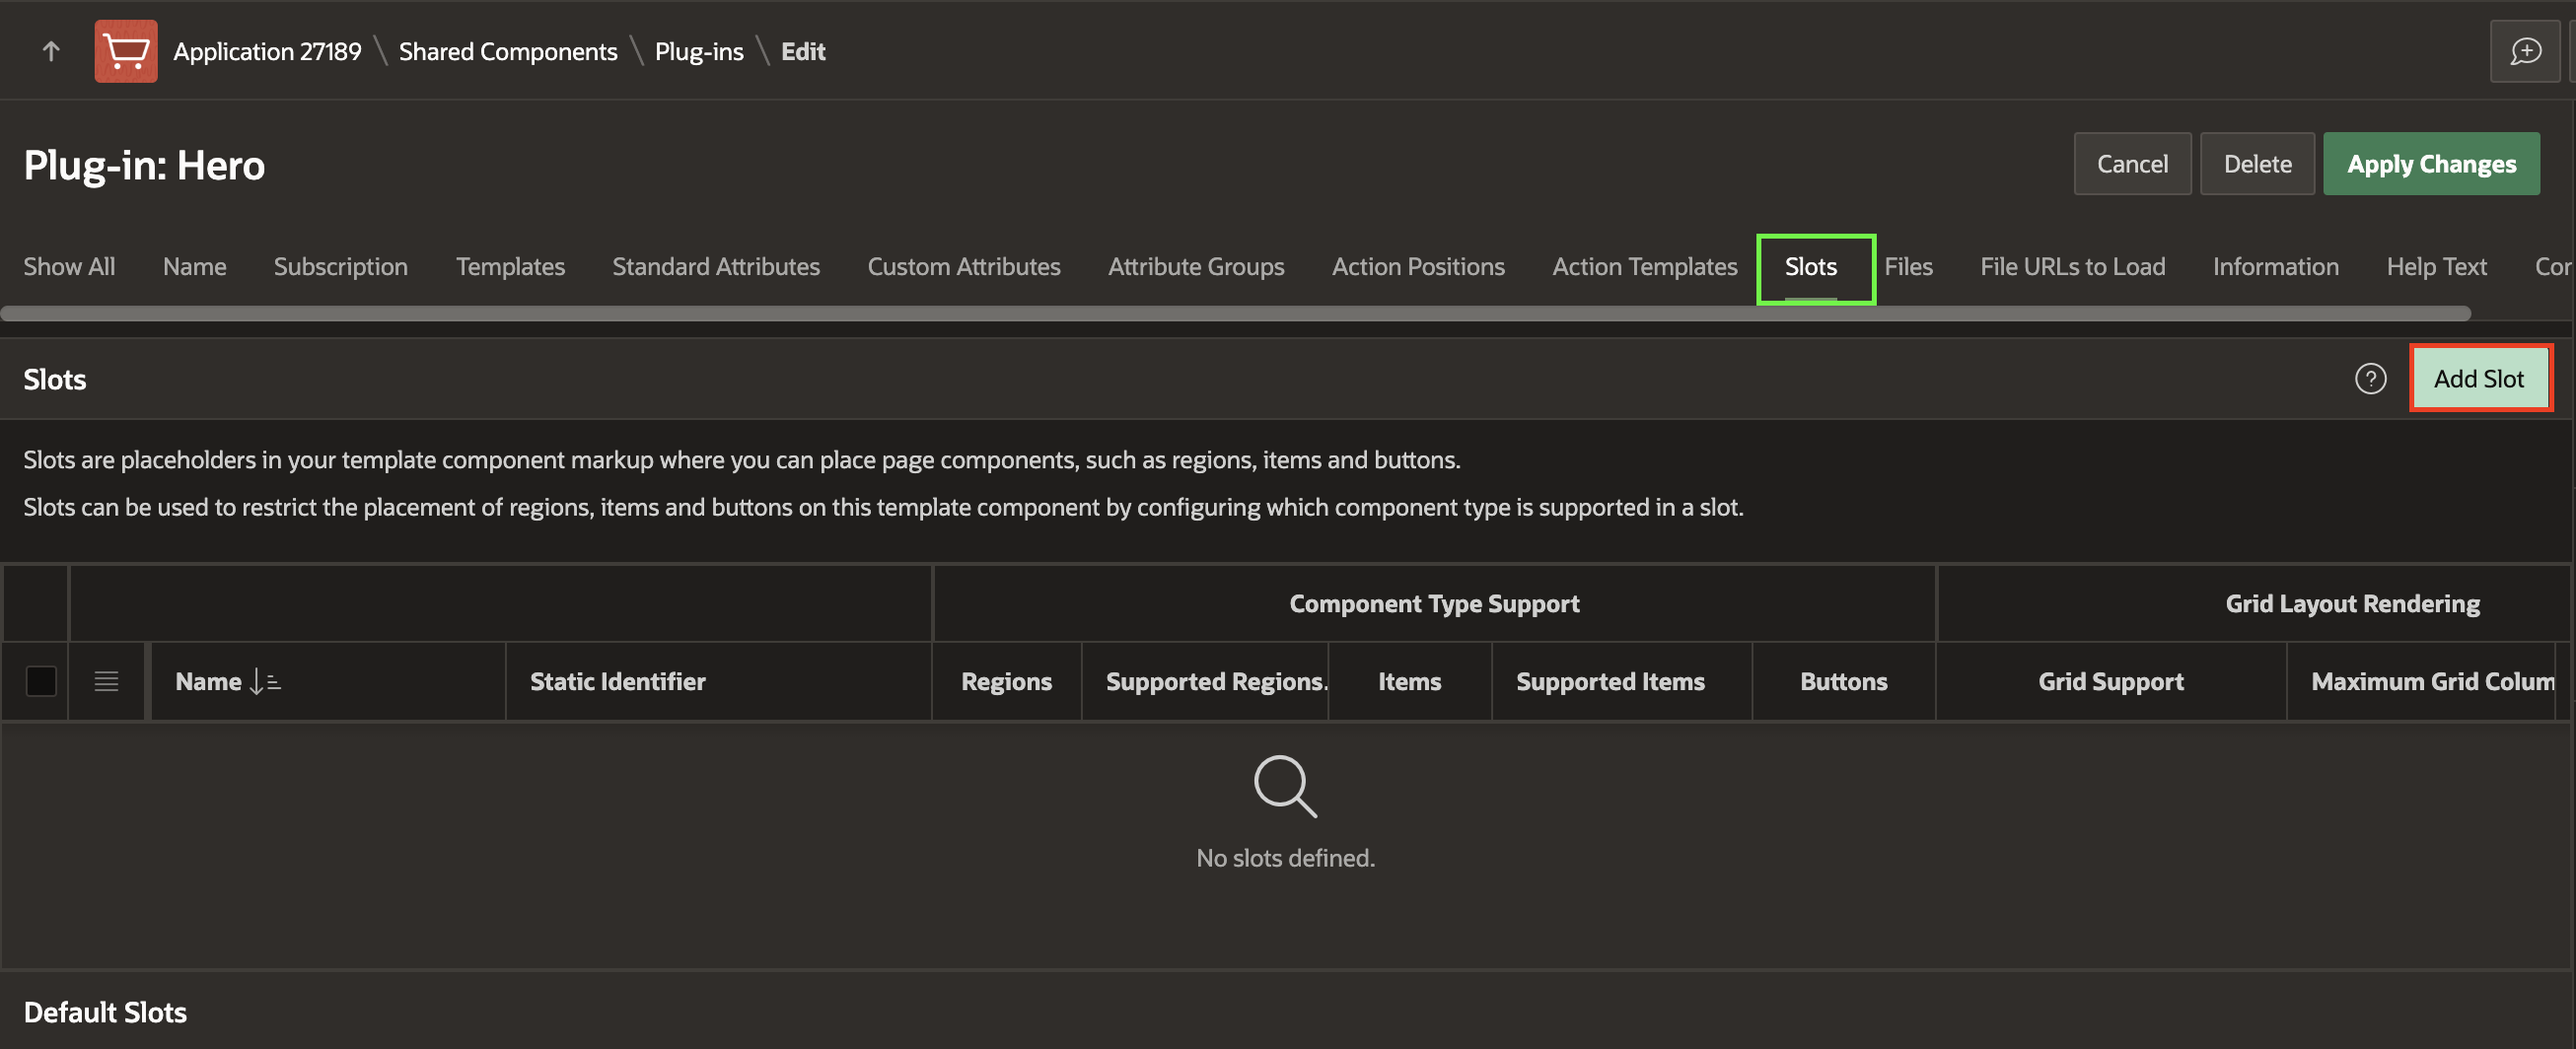 Application 27189 \ Shared Components \ Plug-ins \ Edit
Plug-in: Hero
Cancel
Delete
Apply Changes
Show All
Name
Subscription
Templates
Standard Attributes
Custom Attributes
Attribute Groups
Action Positions
Action Templates
Slots
Files
File URLs to Load
Information
Help Text
Cor
Slots
?
Add Slot
Slots are placeholders in your template component markup where you can place page components, such as regions, items and buttons.
Slots can be used to restrict the placement of regions, items and buttons on this template component by configuring which component type is supported in a slot.
Component Type Support
Grid Layout Rendering
Name
Static Identifier
Regions
Supported Regions.
Items
Supported Items
Buttons
Grid Support
Maximum Grid Colum
No slots defined.
Default Slots